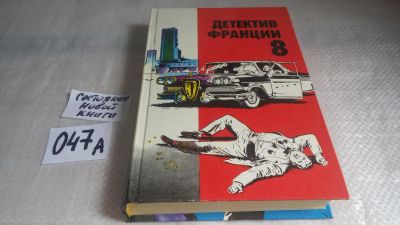 ДЕТЕКТИВ
ФРАНЦИИ
8
Состояние
Новой
книги
047А